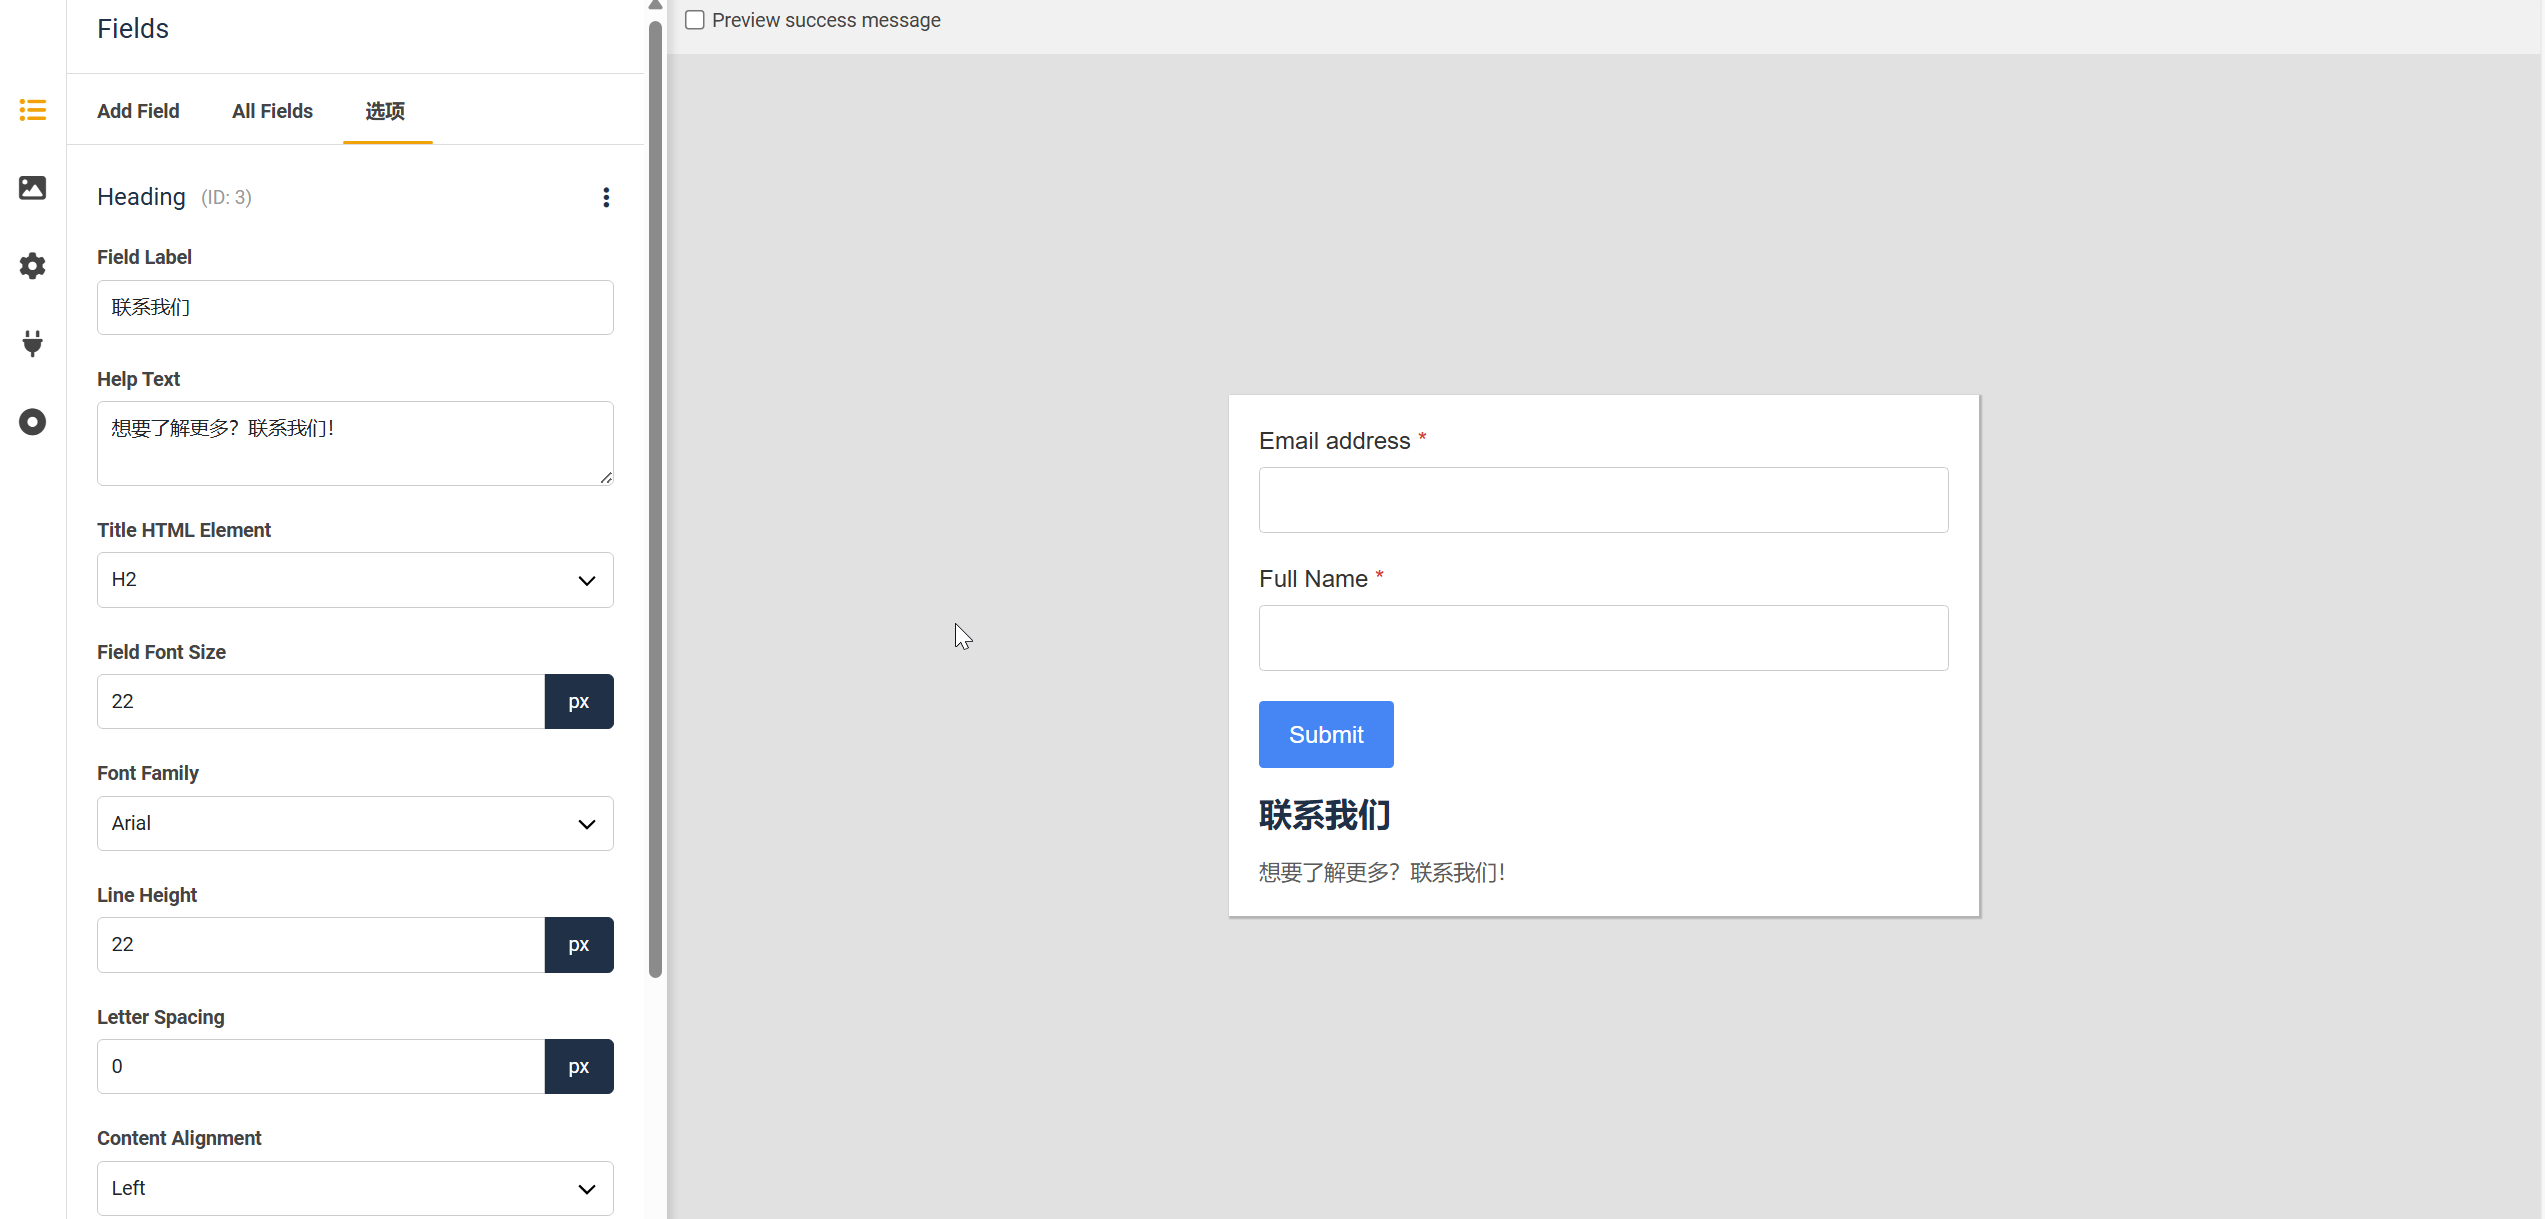 Fields
Add Field
All Fields
选项
Heading (ID: 3)
Field Label
联系我们
Help Text
想要了解更多？联系我们！
Title HTML Element
H2
Field Font Size
22
px
Font Family
Arial
Line Height
22
px
Letter Spacing
0
px
Content Alignment
Left
Preview success message
Email address *
Full Name *
Submit
联系我们
想要了解更多？联系我们！